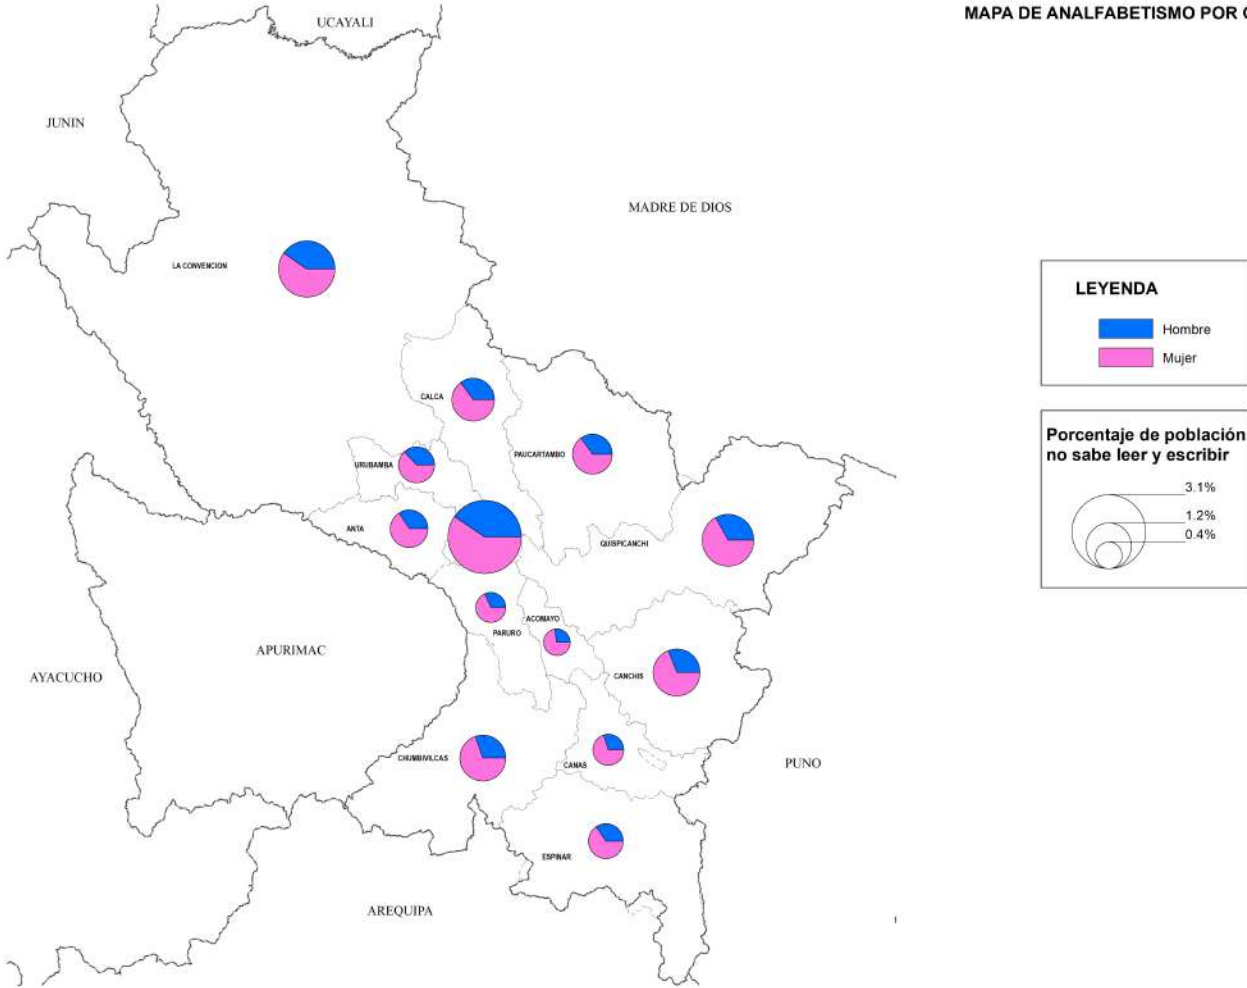 MAPA DE ANALFABETISMO POR
UCAYALI
JUNIN
MADRE DE DIOS
LA CONVENCION
LEYENDA
Hombre
Mujer
CALCA
PAUCARTAMBO
URUBAMBA
ANTA
QUISPICANCHI
Porcentaje de población
no sabe leer y escribir
3.1%
1.2%
0.4%
ACOMAYO
PARURO
APURIMAC
AYACUCHO
CANCHIS
CHUMBIVILCAS
CANAS
PUNO
ESPINAR
AREQUIPA